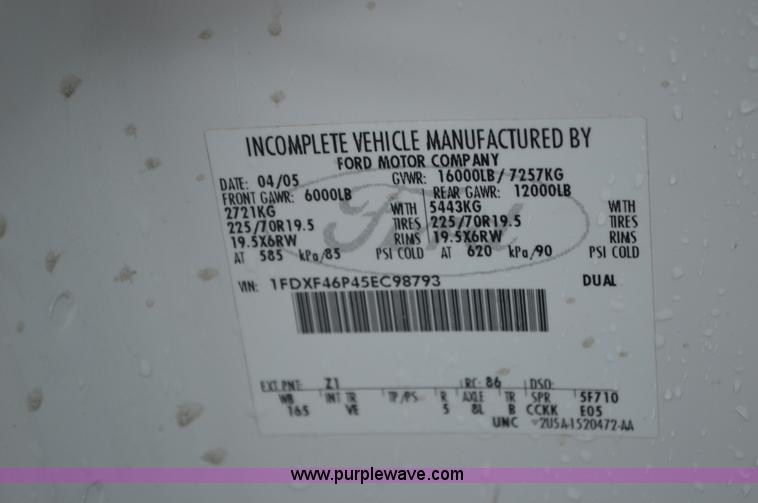 INCOMPLETE VEHICLE MANUFACTURED BY
FORD MOTOR COMPANY
DATE: 04/05 GVWR: 16000LB/ 7257KG
FRONT GAWR: 6000LB REAR GAWR: 12000LB
2721KG WITH 5443KG WITH
225/70R19.5 TIRES 225/70R19.5 TIRES
19.5X6RW RIMS 19.5X6RW RIMS
AT 585 kPa/85 PSI COLD AT 620 kPa/90 PSI COLD
Ford
VIN: 1FDXF46P45EC98793 DUAL
EXT PNT: Z1 RC: 86 DSO:
WB INT TR TP/PS R AXLE TR SPR 5F710
165 VE 5 8L B CCKK E05
UNC 2U5A-1520472-AA
www.purplewave.com